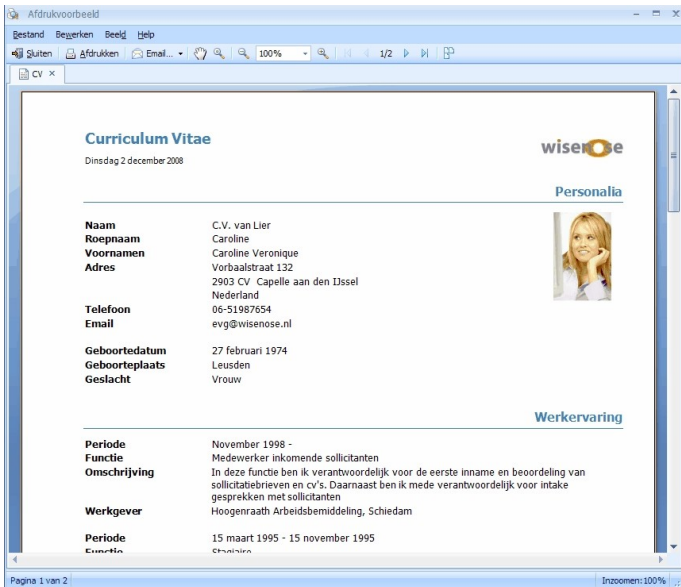 Afdrukvoorbeeld
Bestand Bewerken Beeld Help
Sluiten Afdrukken Email... 100% 1/2
CV
Curriculum Vitae
wisenose
Dinsdag 2 december 2008
Personalia
Naam C.V. van Lier
Roepnaam Caroline
Voornamen Caroline Veronique
Adres Vorbaalstraat 132
2903 CV Capelle aan den IJssel
Nederland
Telefoon 06-51987654
Email evg@wisenose.nl
Geboortedatum 27 februari 1974
Geboorteplaats Leusden
Geslacht Vrouw
Werkervaring
Periode November 1998 -
Functie Medewerker inkomende sollicitanten
Omschrijving In deze functie ben ik verantwoordelijk voor de eerste inname en beoordeling van
sollicitatiebrieven en cv's. Daarnaast ben ik mede verantwoordelijk voor intake
gesprekken met sollicitanten
Werkgever Hoogenraath Arbeidsbemiddeling, Schiedam
Periode 15 maart 1995 - 15 november 1995
Functie Stagiaire
Pagina 1 van 2 Inzoomen:100%